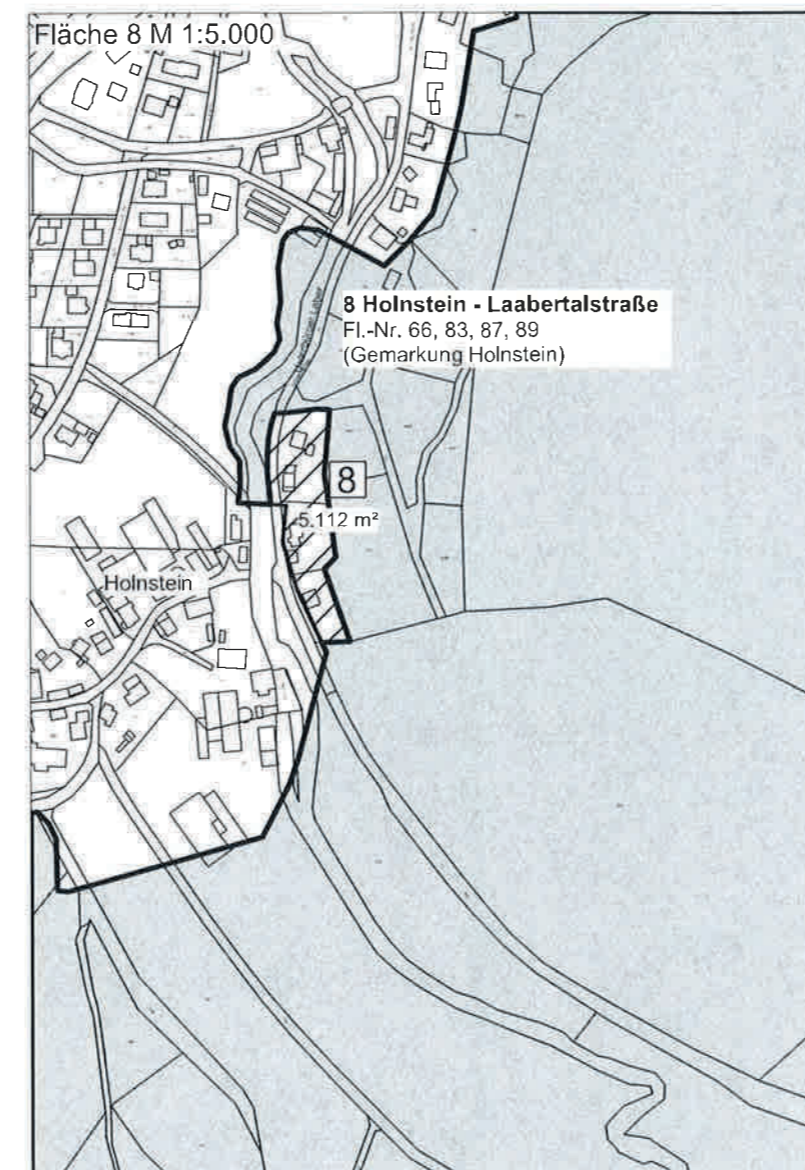 Fläche 8 M 1:5.000
8 Holnstein - Laabertalstraße
Fl.-Nr. 66, 83, 87, 89
(Gemarkung Holnstein)
8
5.112 m²
Holnstein